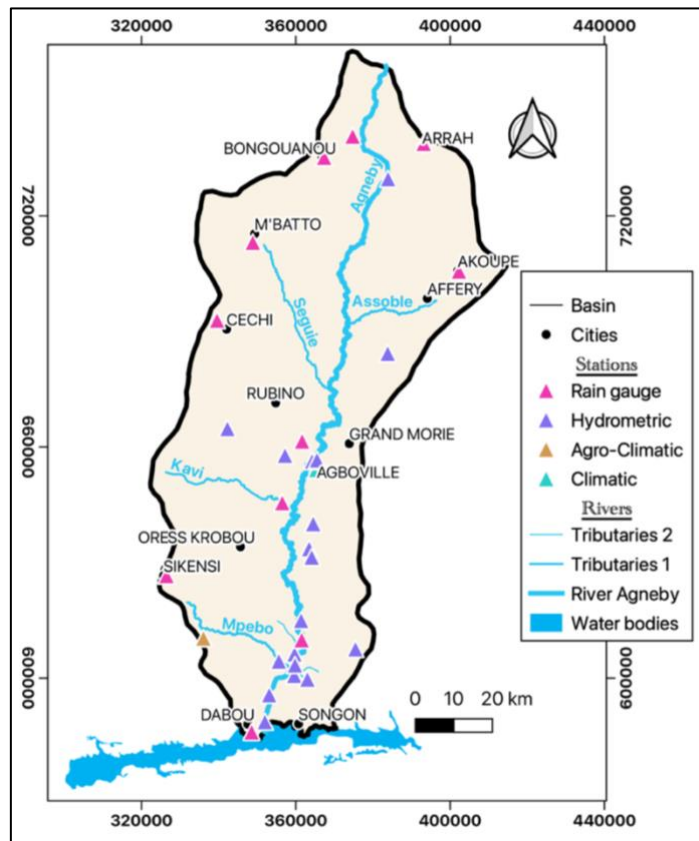 320000 360000 400000 440000
BONGOUANOU
ARRAH
Agneby
720000
720000
M'BATTO
AKOUPE
AFFERY
Assoble
Seguie
CECHI
RUBINO
GRAND MORIE
660000
660000
AGBOVILLE
Kavi
ORESS KROBOU
SIKENSI
Mpebo
600000
600000
DABOU
SONGON
Basin
Cities
Stations
Rain gauge
Hydrometric
Agro-Climatic
Climatic
Rivers
Tributaries 2
Tributaries 1
River Agneby
Water bodies
0 10 20 km
320000 360000 400000 440000